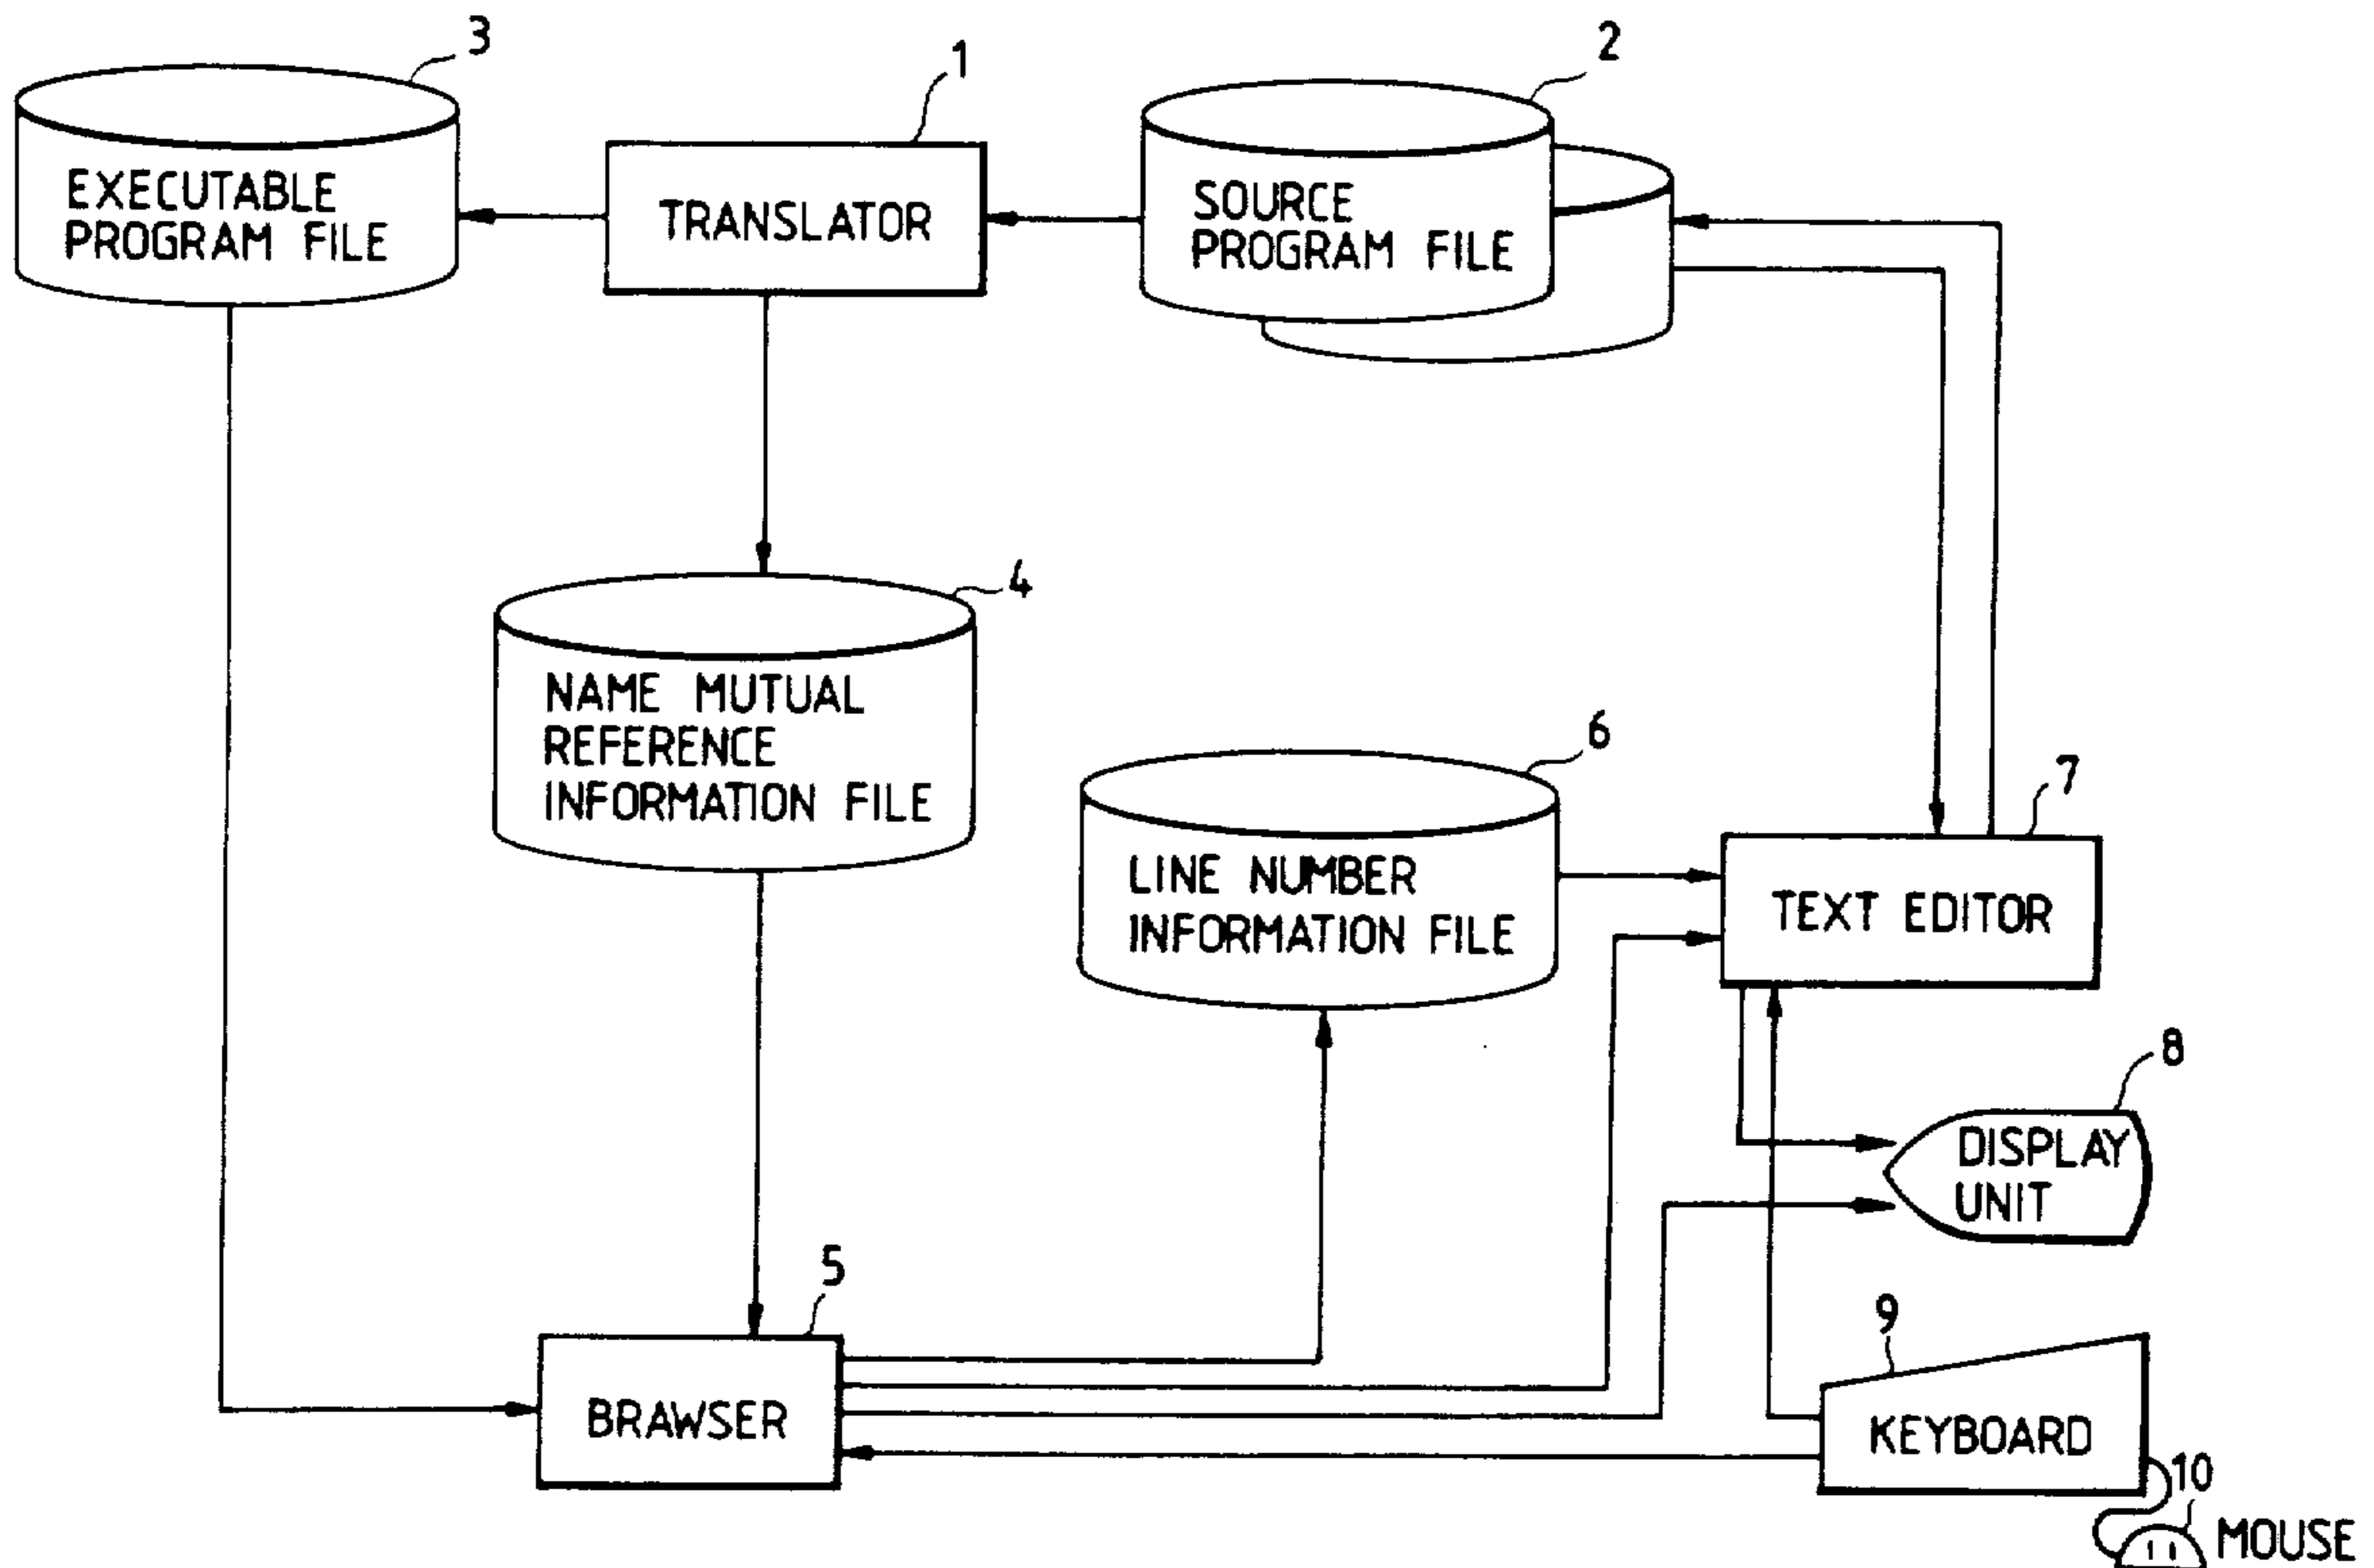 3
1
2
EXECUTABLE
PROGRAM FILE
TRANSLATOR
SOURCE
PROGRAM FILE
4
NAME MUTUAL
REFERENCE
INFORMATION FILE
6
LINE NUMBER
INFORMATION FILE
7
TEXT EDITOR
8
DISPLAY
UNIT
5
BRAWSER
9
KEYBOARD
10
MOUSE